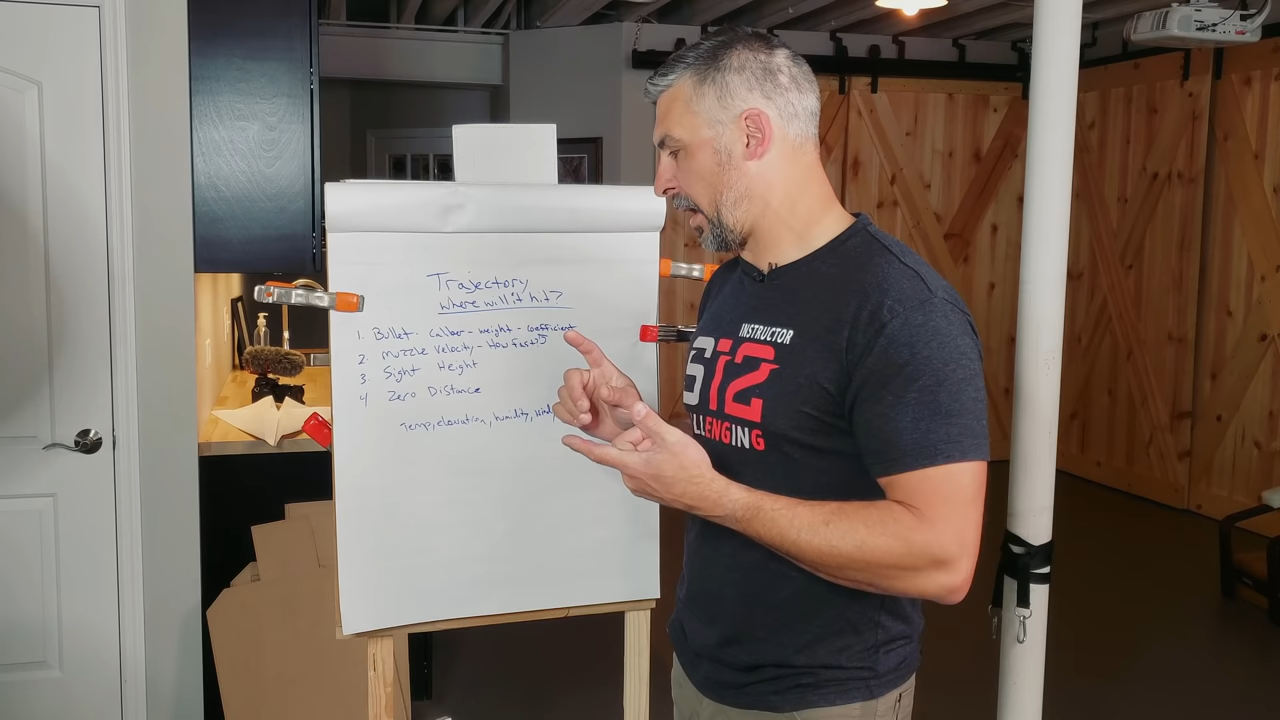 Trajectory
where will it hit?
1. Bullet - caliber - weight - coefficient
2. Muzzle Velocity - How Fast?
3. Sight Height
4 Zero Distance
Temp, elevation, humidity, wind,
INSTRUCTOR
LLENGING